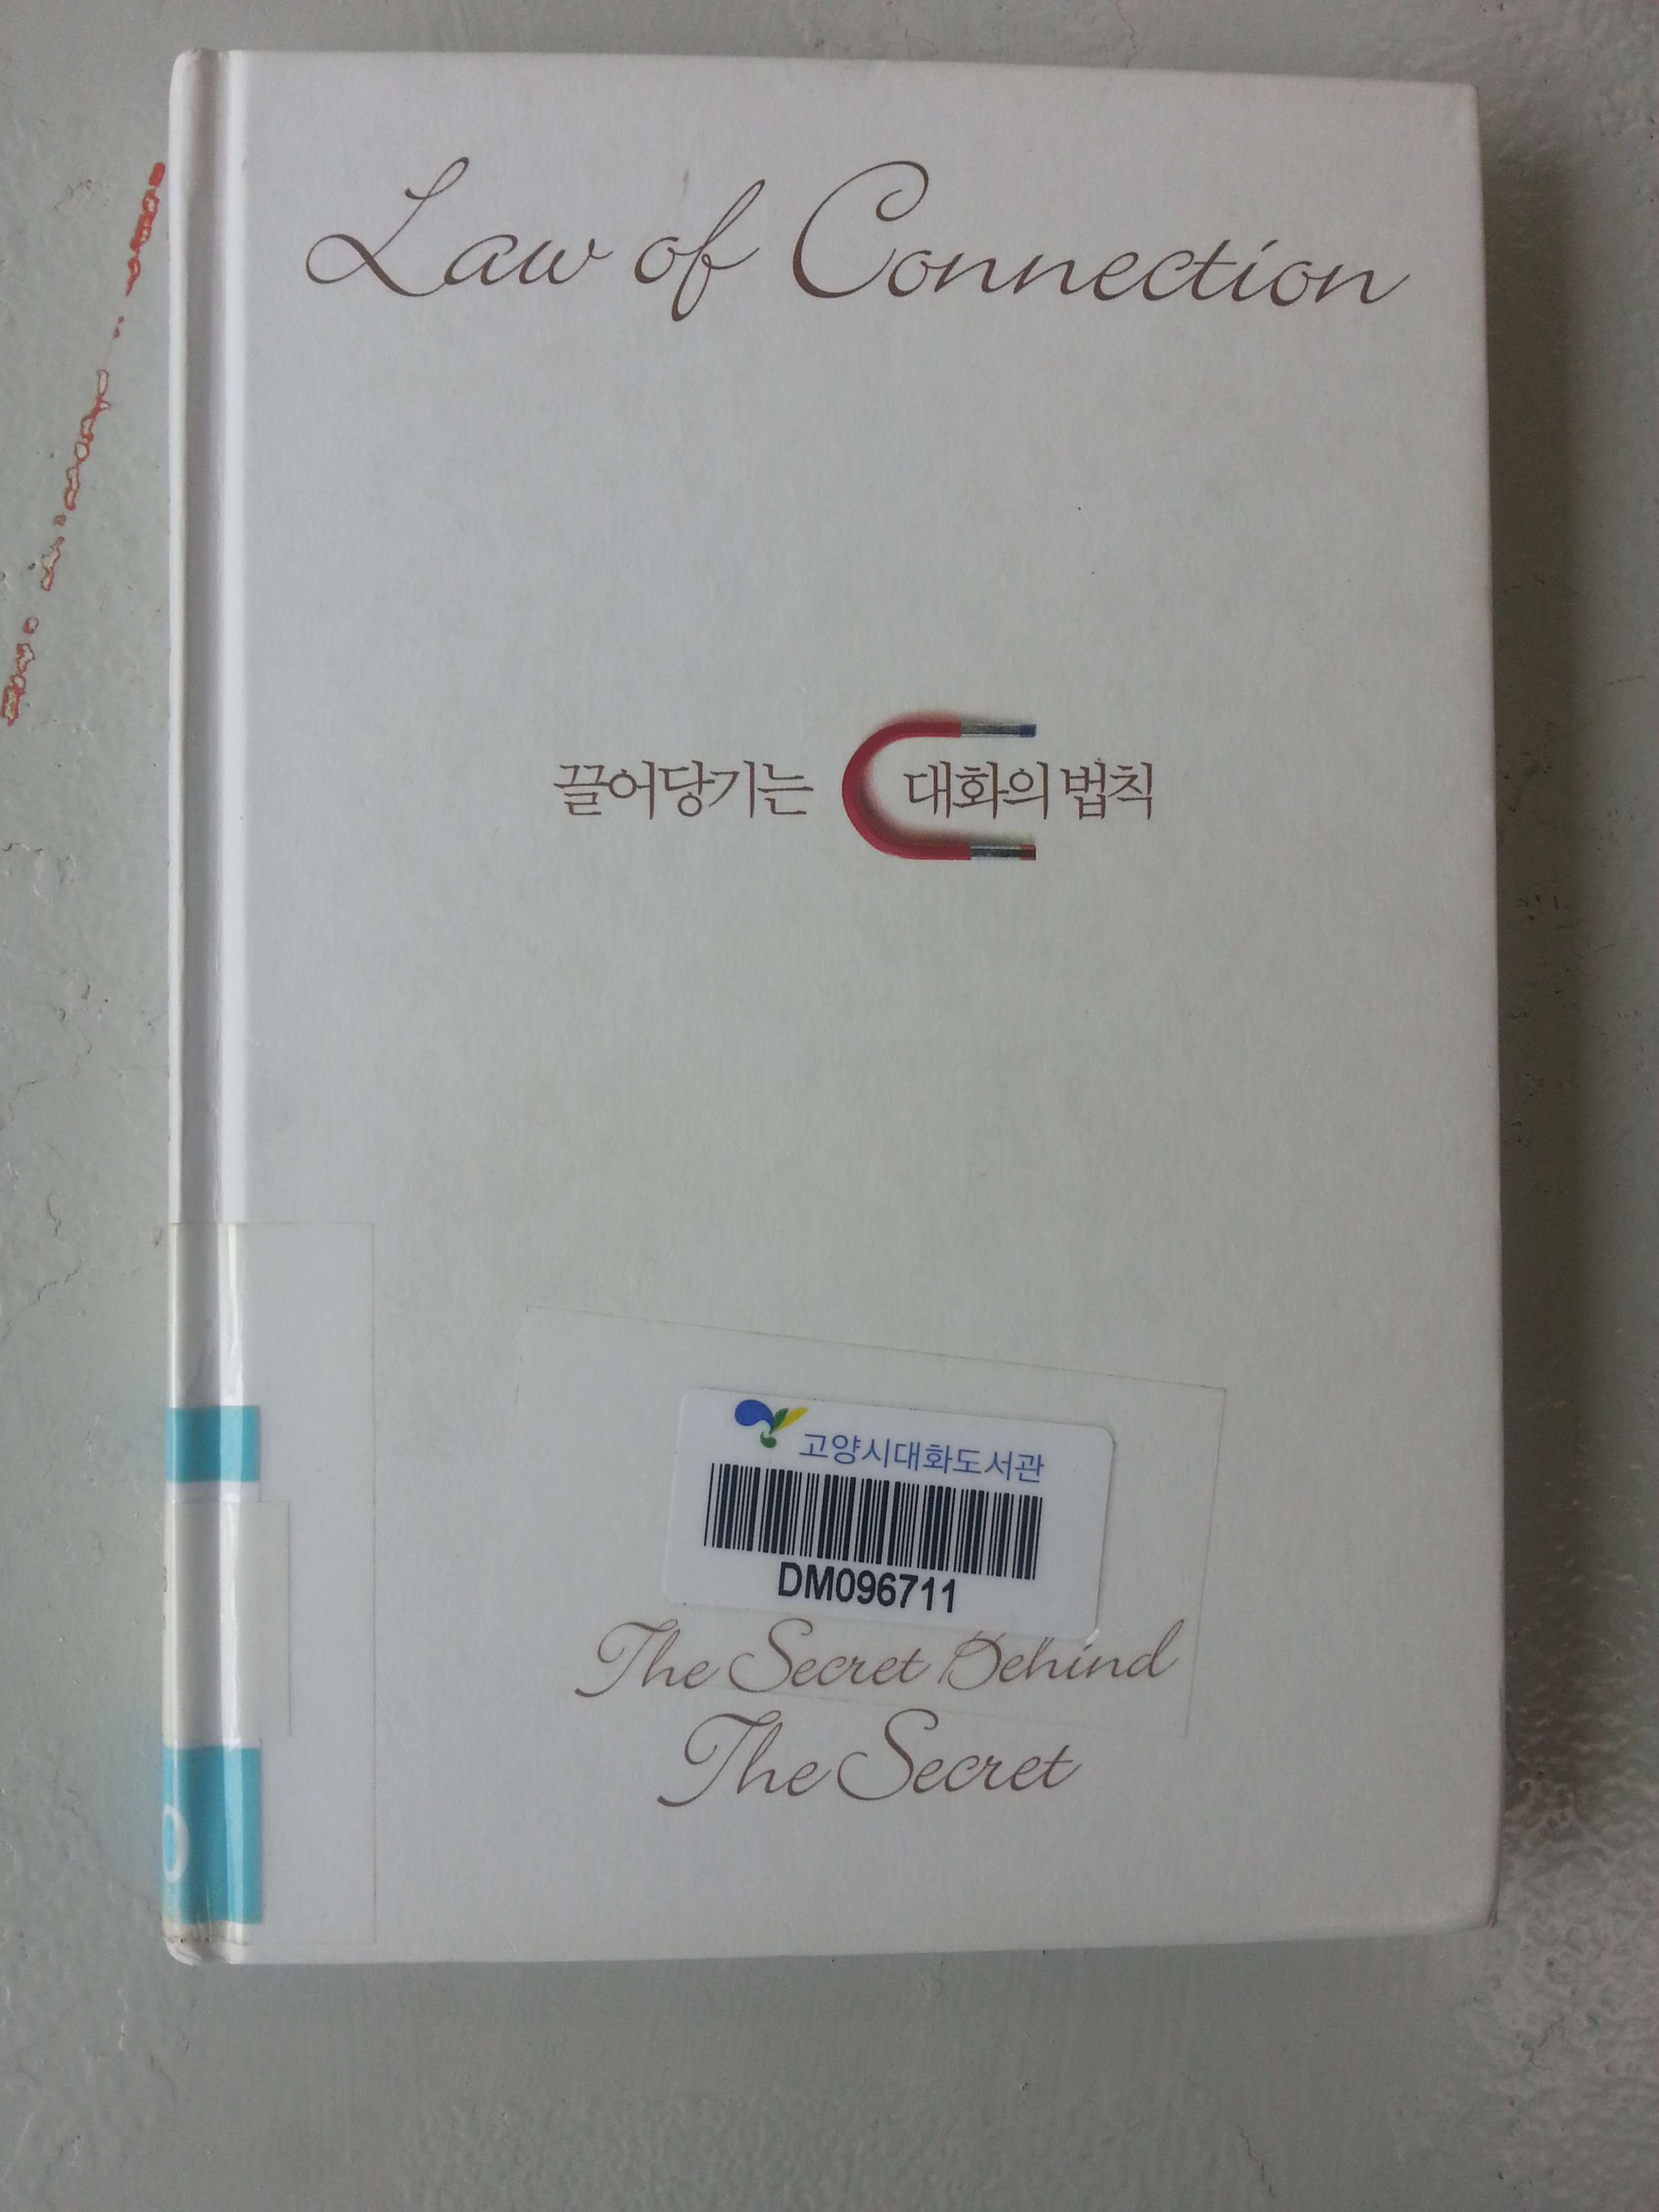 Law of Connection
끌어당기는 대화의 법칙
고양시대화도서관
DM096711
The Secret Behind
The Secret